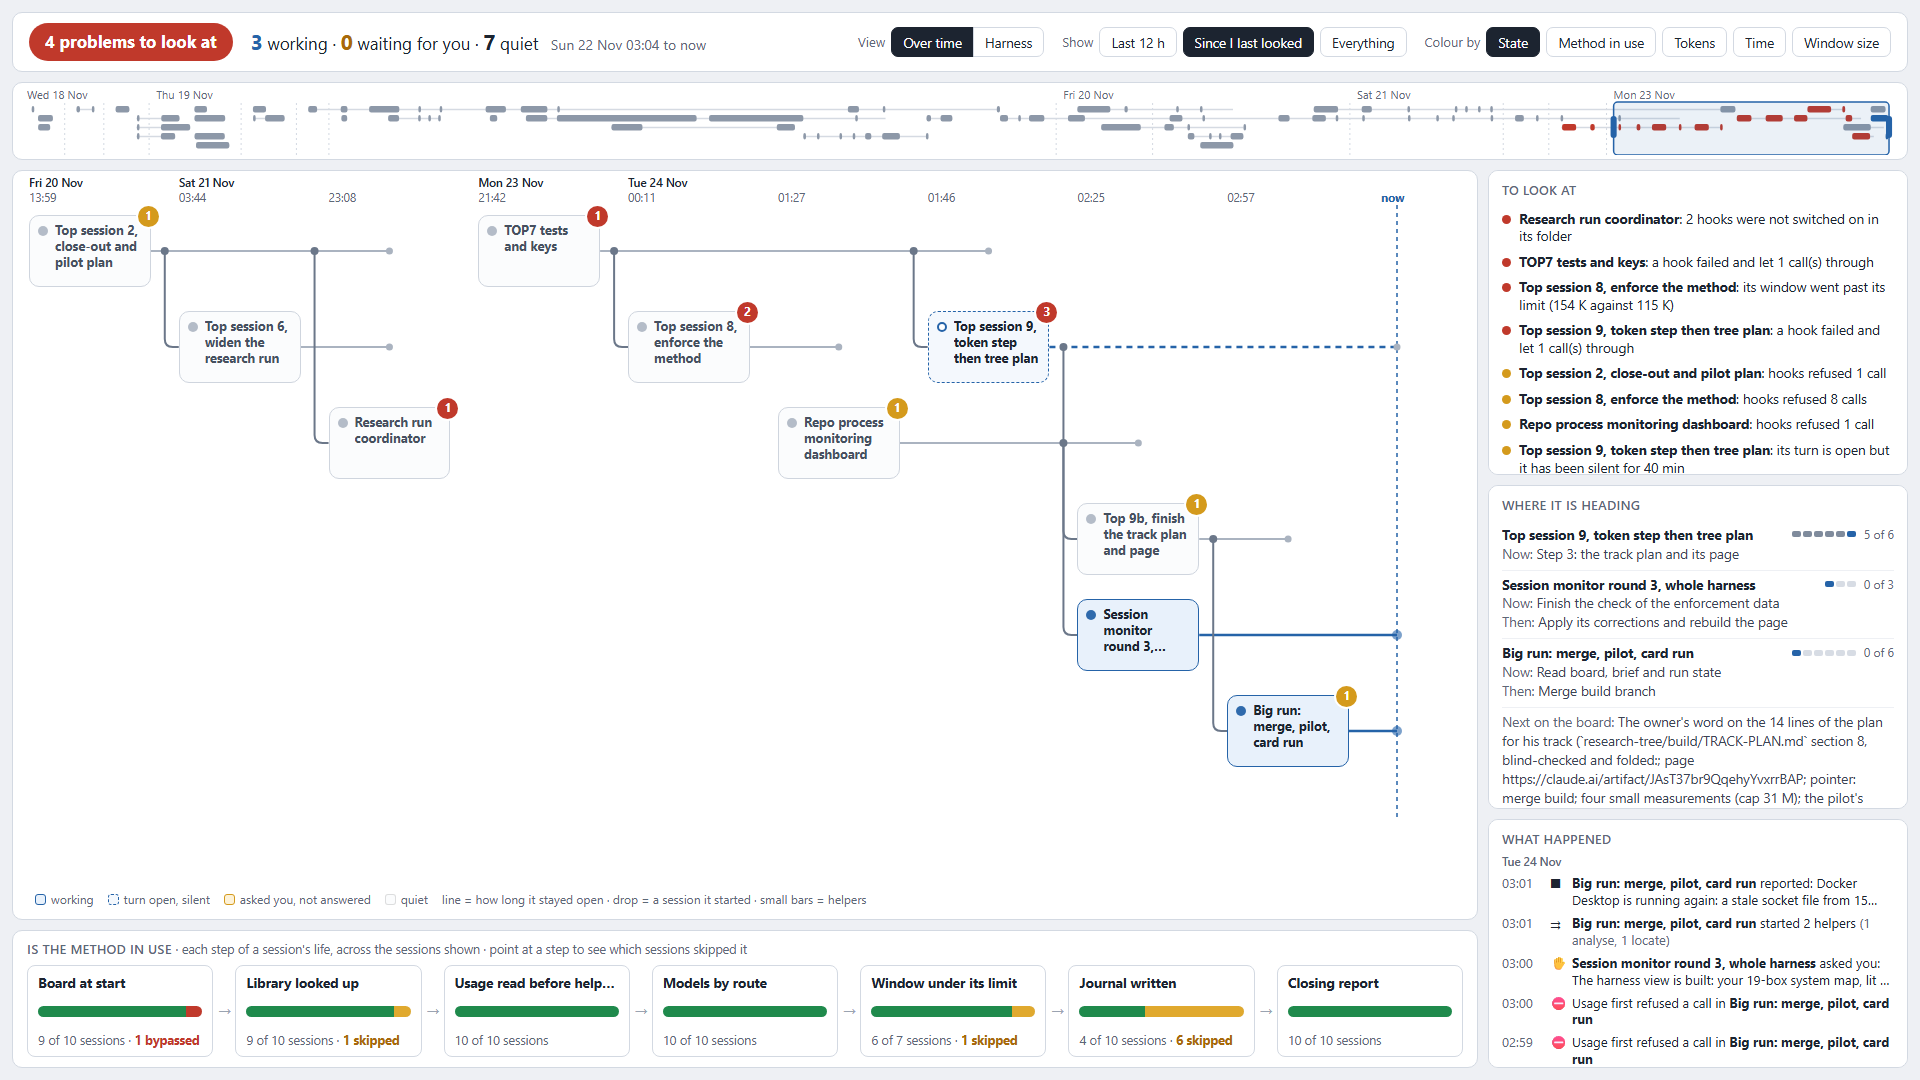 4 problems to look at
3 working · 0 waiting for you · 7 quiet Sun 22 Nov 03:04 to now
View Over time Harness Show Last 12 h Since I last looked Everything Colour by State Method in use Tokens Time Window size
Wed 18 Nov Thu 19 Nov Fri 20 Nov Sat 21 Nov Mon 23 Nov
Fri 20 Nov Sat 21 Nov Mon 23 Nov Tue 24 Nov
13:59 03:44 23:08 21:42 00:11 01:27 01:46 02:25 02:57 now
1
Top session 2,
close-out and
pilot plan
1
TOP7 tests
and keys
Top session 6,
widen the
research run
2
Top session 8,
enforce the
method
3
Top session 9,
token step
then tree plan
1
Research run
coordinator
1
Repo process
monitoring
dashboard
1
Top 9b, finish
the track plan
and page
Session
monitor
round 3,...
1
Big run:
merge, pilot,
card run
working turn open, silent asked you, not answered quiet line = how long it stayed open · drop = a session it started · small bars = helpers
TO LOOK AT
Research run coordinator: 2 hooks were not switched on in
its folder
TOP7 tests and keys: a hook failed and let 1 call(s) through
Top session 8, enforce the method: its window went past its
limit (154 K against 115 K)
Top session 9, token step then tree plan: a hook failed and
let 1 call(s) through
Top session 2, close-out and pilot plan: hooks refused 1 call
Top session 8, enforce the method: hooks refused 8 calls
Repo process monitoring dashboard: hooks refused 1 call
Top session 9, token step then tree plan: its turn is open but
it has been silent for 40 min
WHERE IT IS HEADING
Top session 9, token step then tree plan 5 of 6
Now: Step 3: the track plan and its page
Session monitor round 3, whole harness 0 of 3
Now: Finish the check of the enforcement data
Then: Apply its corrections and rebuild the page
Big run: merge, pilot, card run 0 of 6
Now: Read board, brief and run state
Then: Merge build branch
Next on the board: The owner's word on the 14 lines of the plan
for his track (`research-tree/build/TRACK-PLAN.md` section 8,
blind-checked and folded:; page
https://claude.ai/artifact/JAsT37br9QqehyYvxrrBAP; pointer:
merge build; four small measurements (cap 31 M); the pilot's
WHAT HAPPENED
Tue 24 Nov
03:01 Big run: merge, pilot, card run reported: Docker
Desktop is running again: a stale socket file from 15...
03:01 Big run: merge, pilot, card run started 2 helpers (1
analyse, 1 locate)
03:00 Session monitor round 3, whole harness asked you:
The harness view is built: your 19-box system map, lit ...
03:00 Usage first refused a call in Big run: merge, pilot, card
run
02:59 Usage first refused a call in Big run: merge, pilot, card
run
IS THE METHOD IN USE · each step of a session's life, across the sessions shown · point at a step to see which sessions skipped it
Board at start → Library looked up → Usage read before help... → Models by route → Window under its limit → Journal written → Closing report
9 of 10 sessions · 1 bypassed 9 of 10 sessions · 1 skipped 10 of 10 sessions 10 of 10 sessions 6 of 7 sessions · 1 skipped 4 of 10 sessions · 6 skipped 10 of 10 sessions